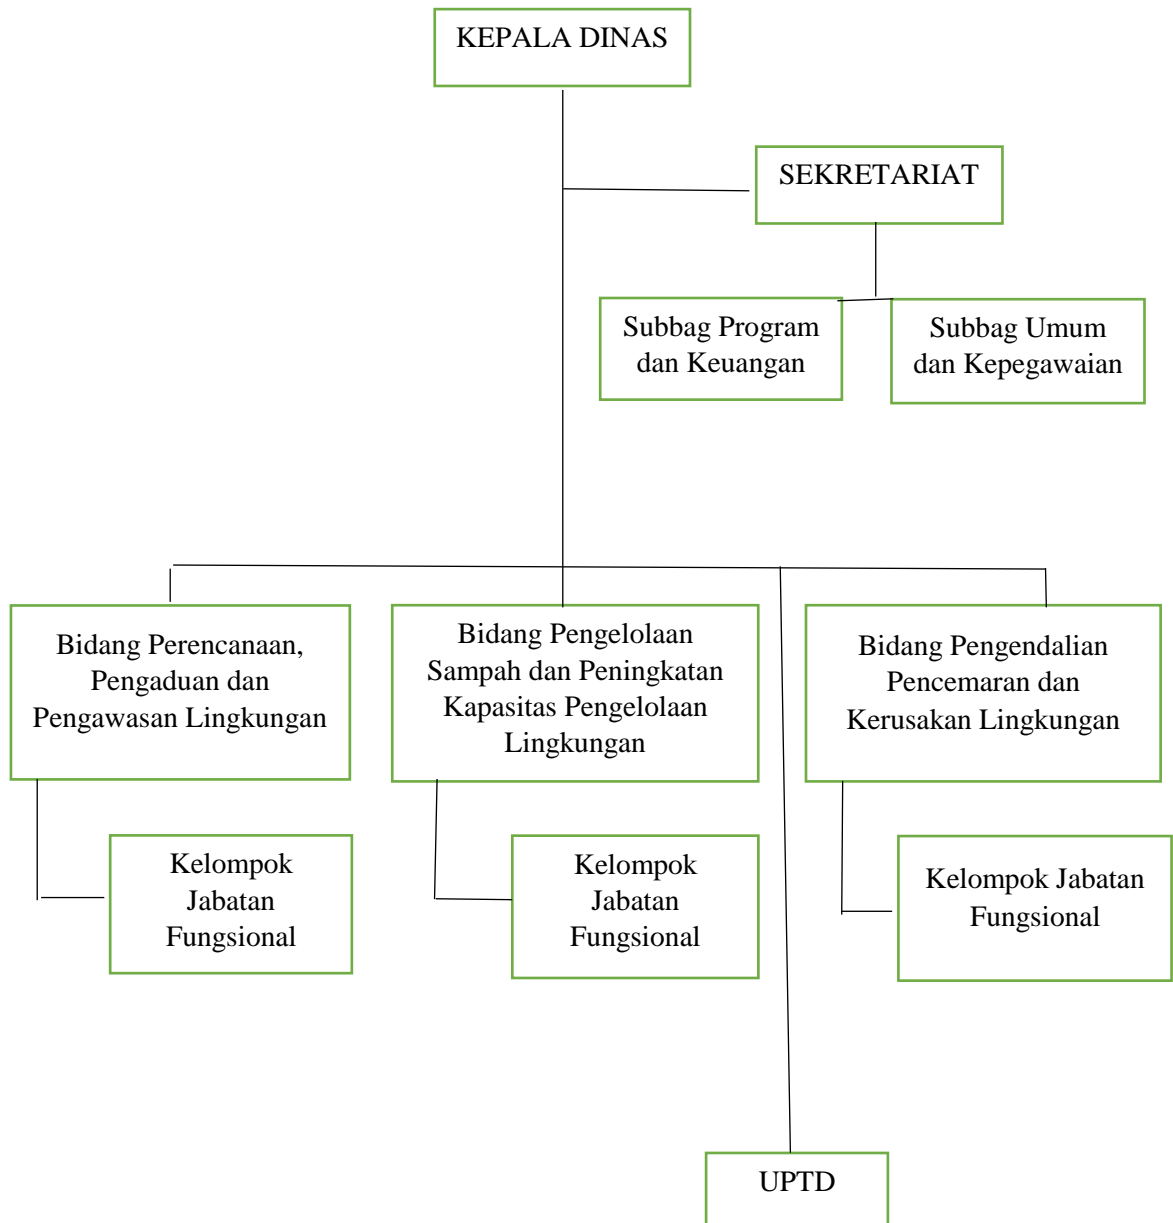 KEPALA DINAS
SEKRETARIAT
Subbag Program
dan Keuangan
Subbag Umum
dan Kepegawaian
Bidang Perencanaan,
Pengaduan dan
Pengawasan Lingkungan
Bidang Pengelolaan
Sampah dan Peningkatan
Kapasitas Pengelolaan
Lingkungan
Bidang Pengendalian
Pencemaran dan
Kerusakan Lingkungan
Kelompok
Jabatan
Fungsional
Kelompok
Jabatan
Fungsional
Kelompok Jabatan
Fungsional
UPTD